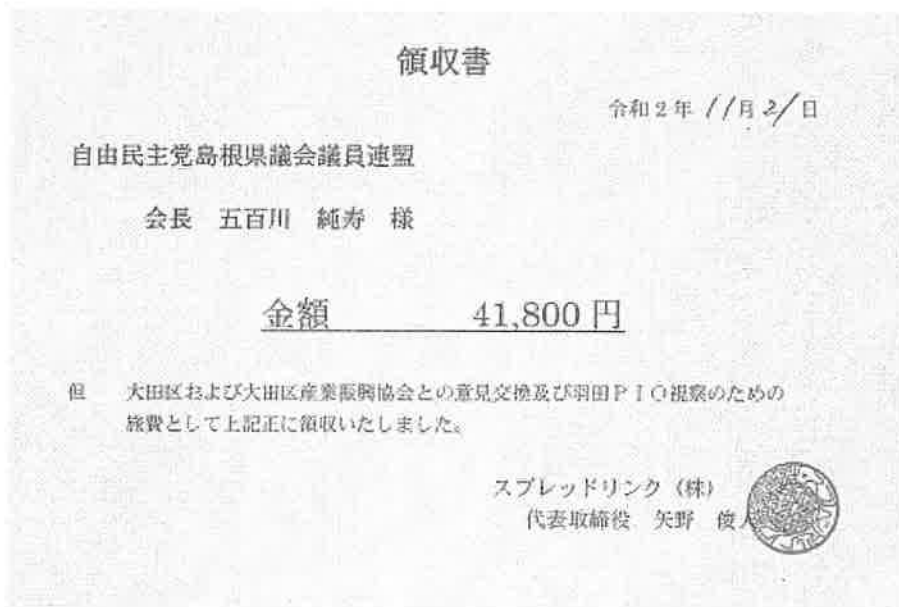 領収書
令和2年 11月 21日
自由民主党島根県議会議員連盟
会長 五百川 純寿 様
金額 41,800円
但 大田区および大田区産業振興協会との意見交換及び羽田PIO視察のための
旅費として上記正に領収いたしました。
スプレッドリンク(株)
代表取締役 矢野 俊